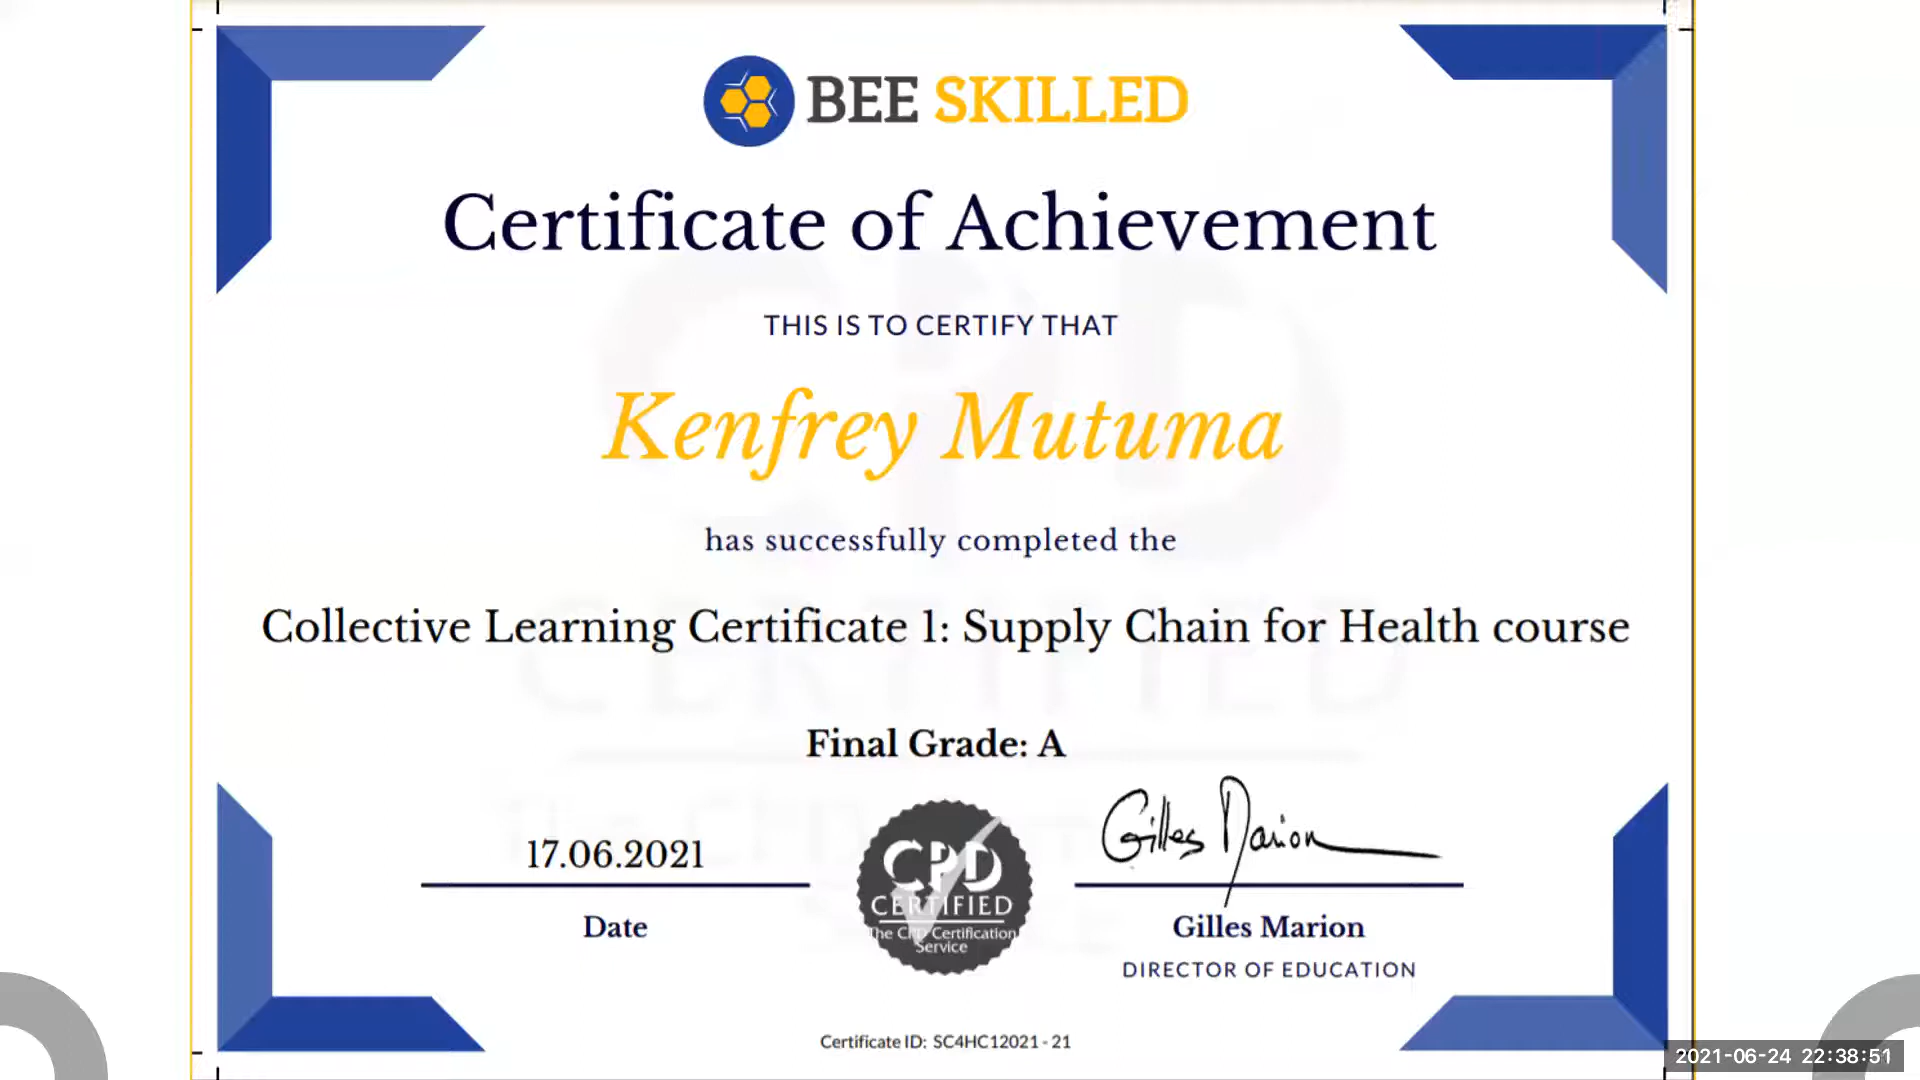 BEE SKILLED
Certificate of Achievement
THIS IS TO CERTIFY THAT
Kenfrey Mutuma
has successfully completed the
Collective Learning Certificate 1: Supply Chain for Health course
Final Grade: A
17.06.2021
Date
CPD
CERTIFIED
The CPD Certification
Service
Gilles Marion
Gilles Marion
DIRECTOR OF EDUCATION
Certificate ID: SC4HC12021 - 21
2021-06-24 22:38:51